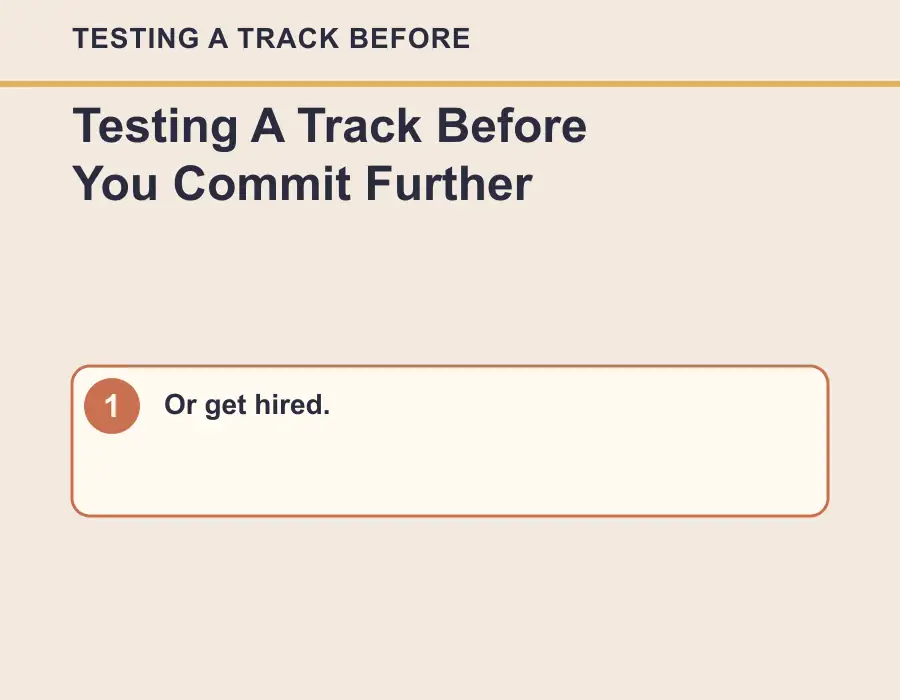 TESTING A TRACK BEFORE
Testing A Track Before
You Commit Further
1
Or get hired.